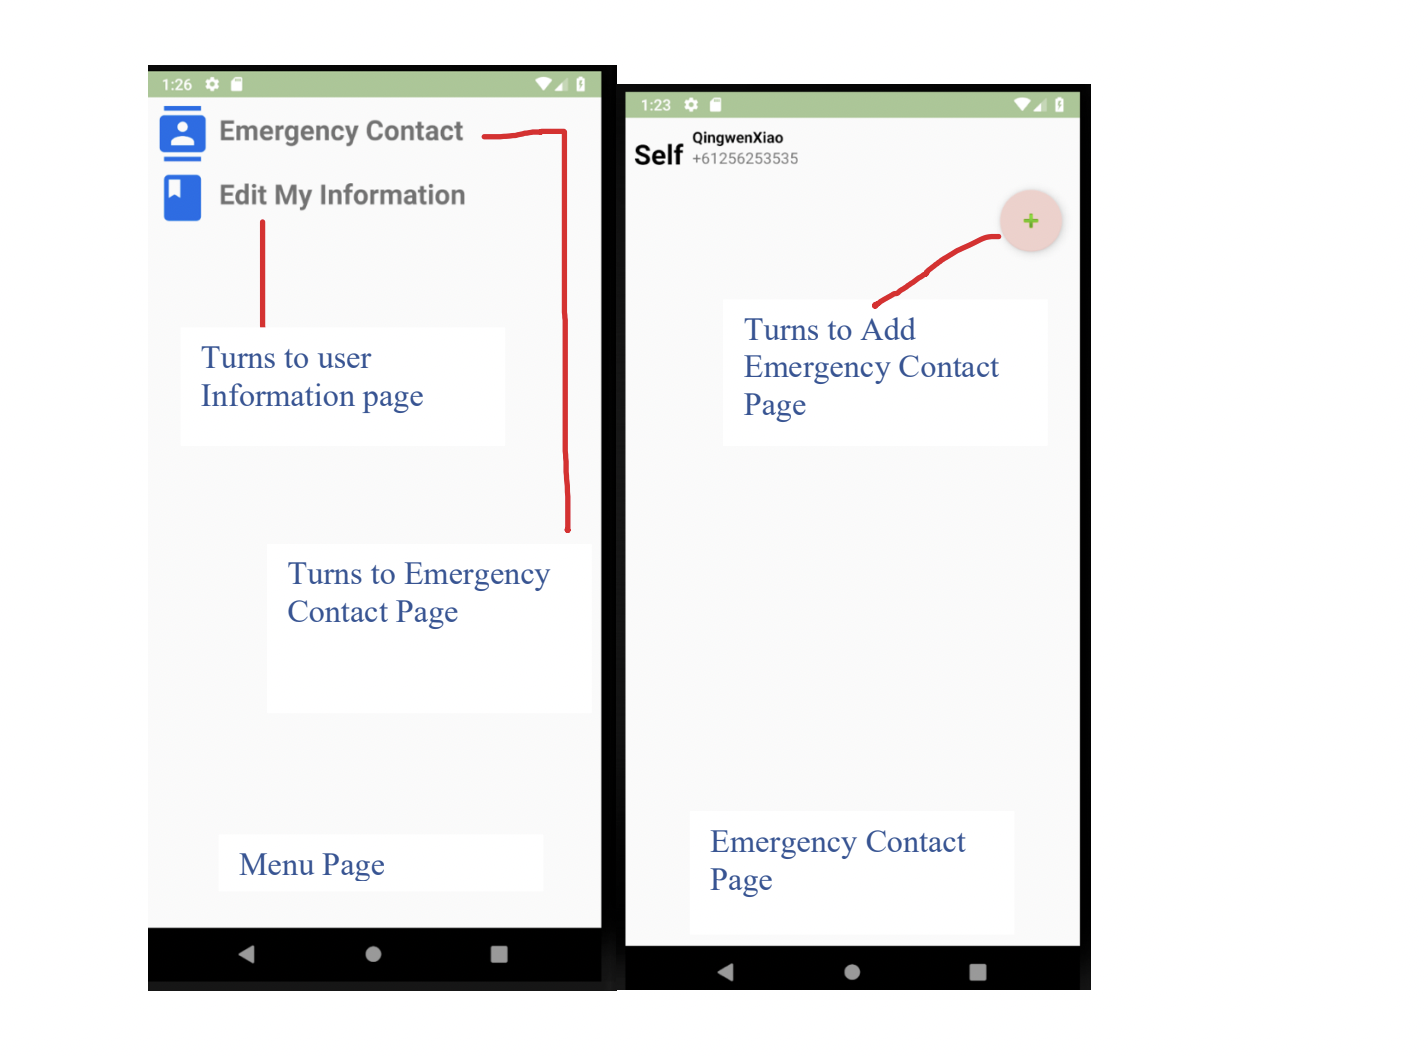 1:26
Emergency Contact
Edit My Information
Turns to user
Information page
Turns to Emergency
Contact Page
Menu Page
1:23
QingwenXiao
Self
+61256253535
+
Turns to Add
Emergency Contact
Page
Emergency Contact
Page